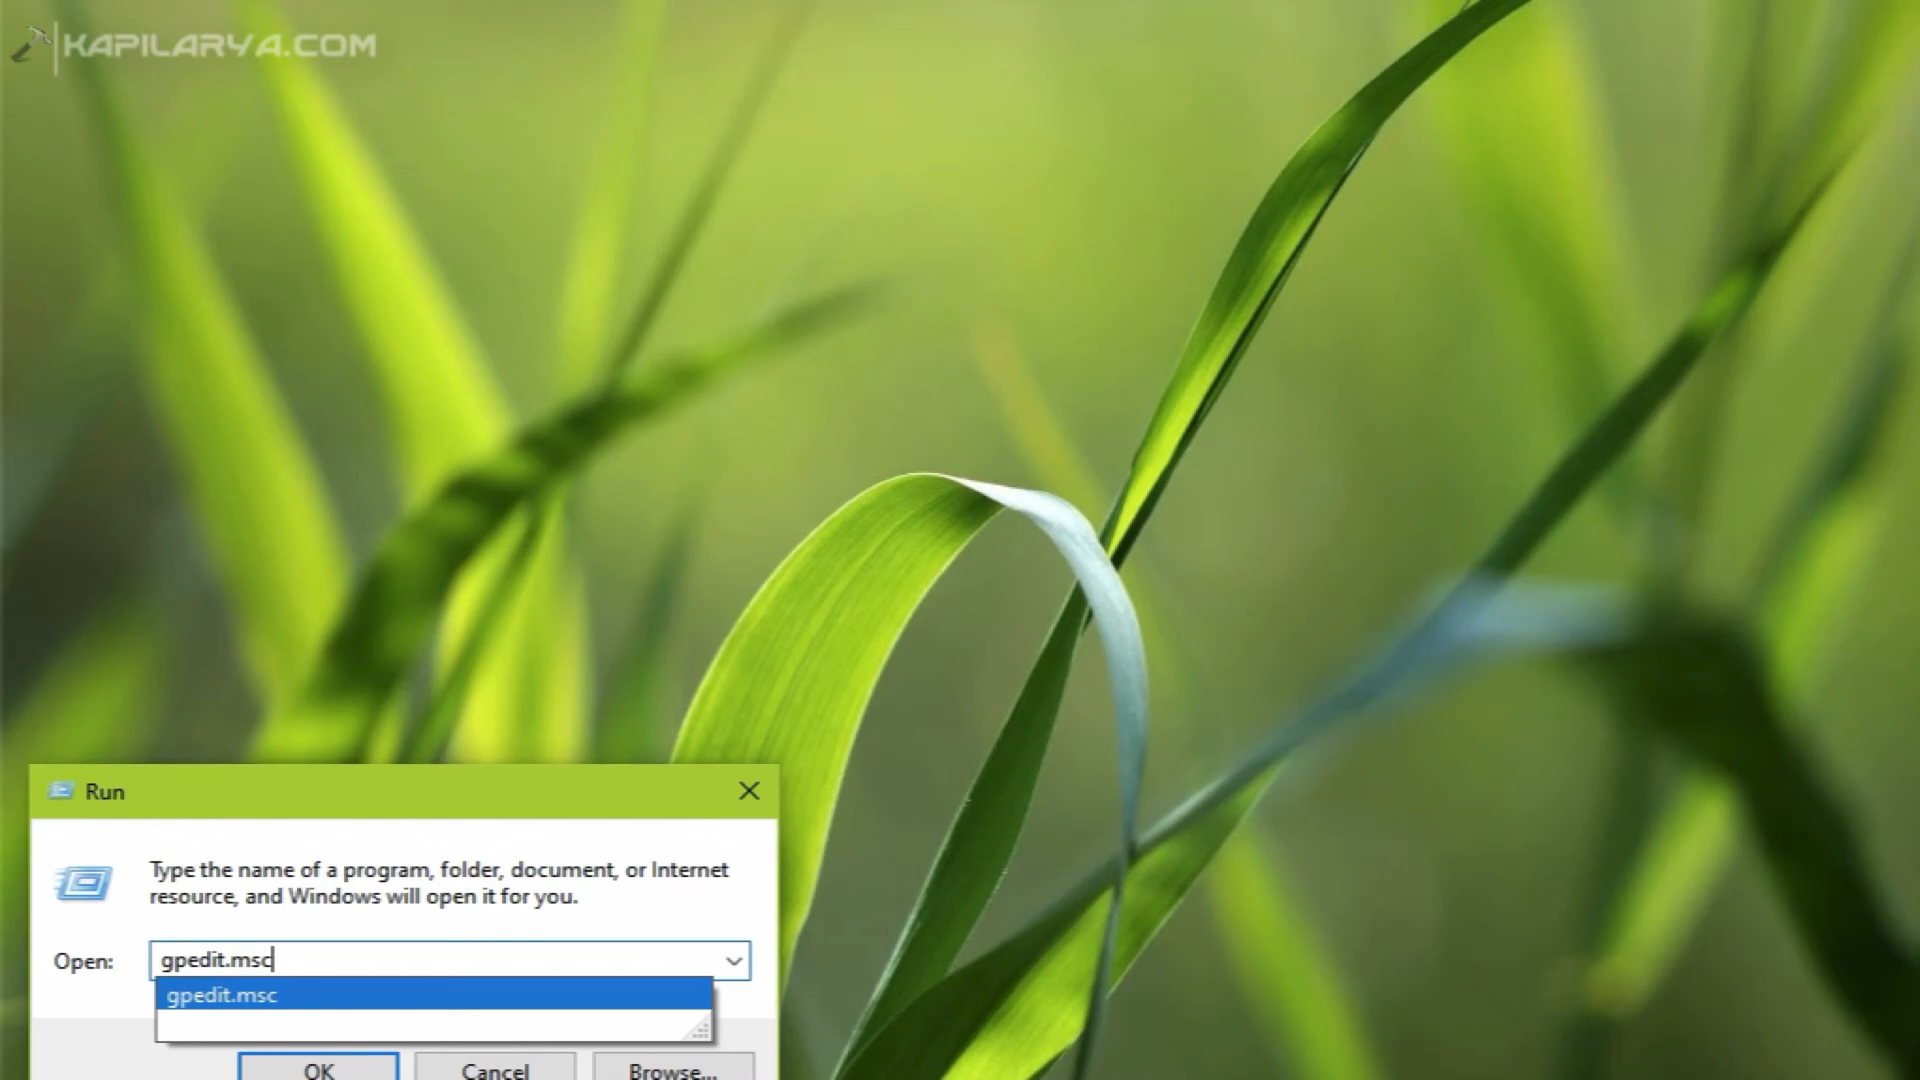 KAPILARYA.COM
Run
Type the name of a program, folder, document, or Internet
resource, and Windows will open it for you.
Open:
gpedit.msc
gpedit.msc
OK
Cancel
Browse...